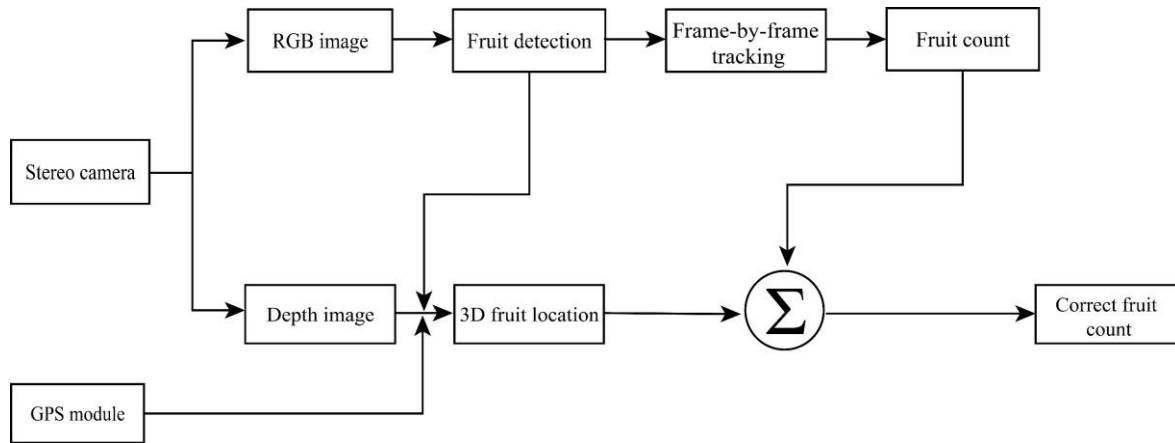 RGB image
Fruit detection
Frame-by-frame
tracking
Fruit count
Stereo camera
Depth image
3D fruit location
Σ
Correct fruit
count
GPS module